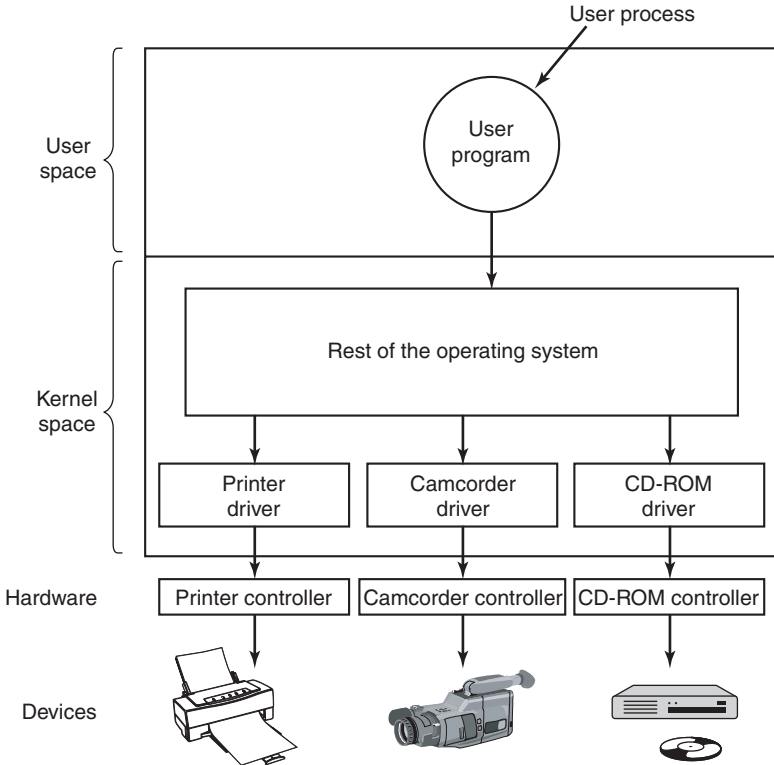 User process
User
space
User
program
Rest of the operating system
Kernel
space
Printer
driver
Camcorder
driver
CD-ROM
driver
Hardware
Printer controller
Camcorder controller
CD-ROM controller
Devices